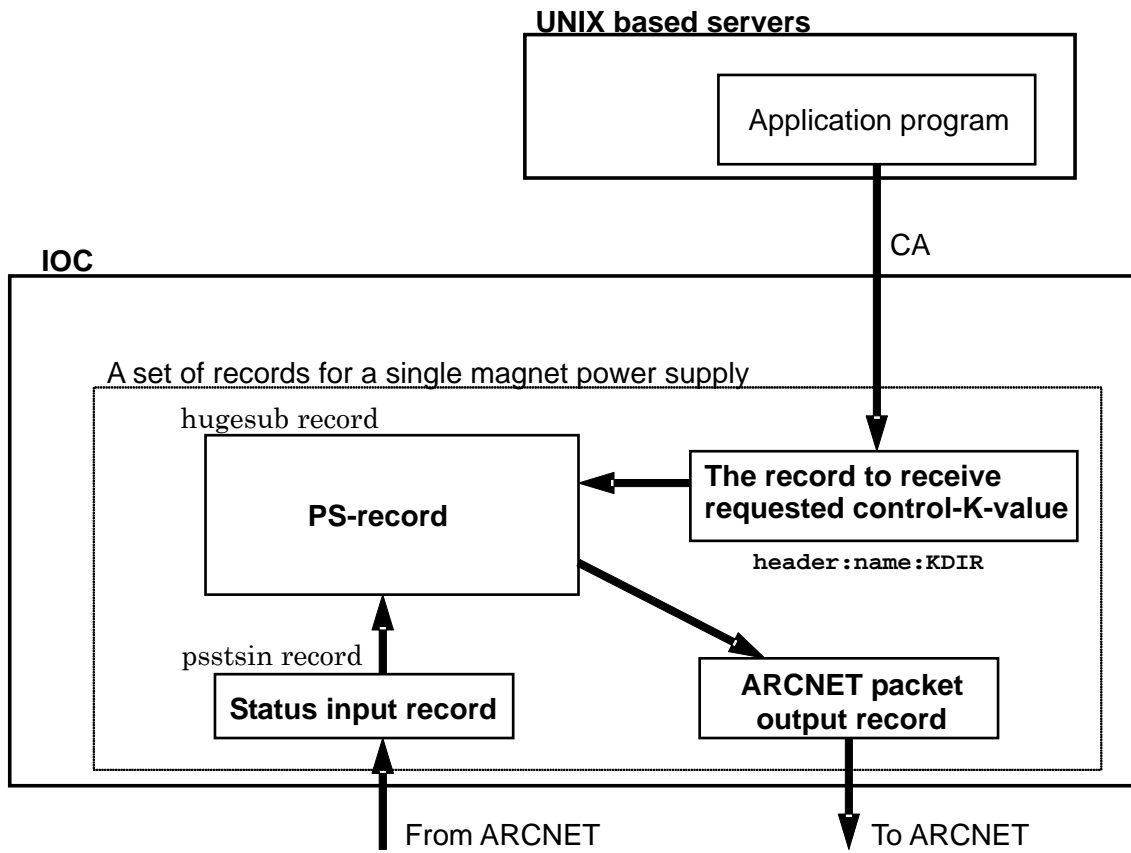 UNIX based servers
Application program
CA
IOC
A set of records for a single magnet power supply
hugesub record
PS-record
The record to receive
requested control-K-value
header:name:KDIR
psstsin record
Status input record
ARCNET packet
output record
From ARCNET
To ARCNET